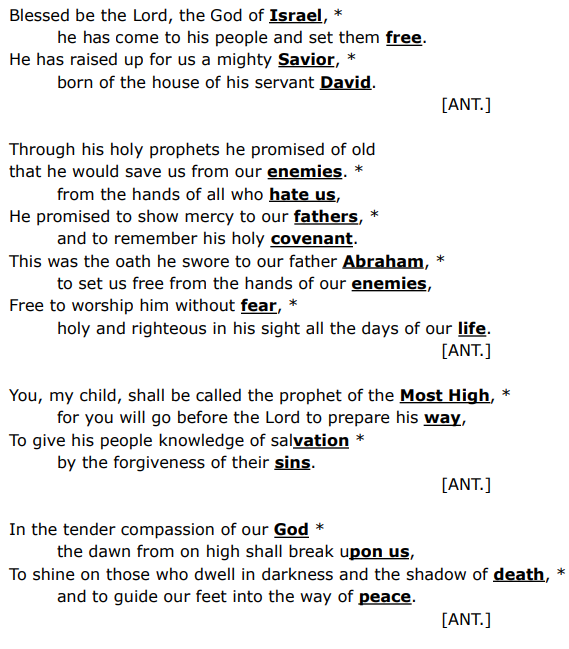 Blessed be the Lord, the God of Israel, *
he has come to his people and set them free.
He has raised up for us a mighty Savior, *
born of the house of his servant David.
[ANT.]
Through his holy prophets he promised of old
that he would save us from our enemies. *
from the hands of all who hate us,
He promised to show mercy to our fathers, *
and to remember his holy covenant.
This was the oath he swore to our father Abraham, *
to set us free from the hands of our enemies,
Free to worship him without fear, *
holy and righteous in his sight all the days of our life.
[ANT.]
You, my child, shall be called the prophet of the Most High, *
for you will go before the Lord to prepare his way,
To give his people knowledge of salvation *
by the forgiveness of their sins.
[ANT.]
In the tender compassion of our God *
the dawn from on high shall break upon us,
To shine on those who dwell in darkness and the shadow of death, *
and to guide our feet into the way of peace.
[ANT.]